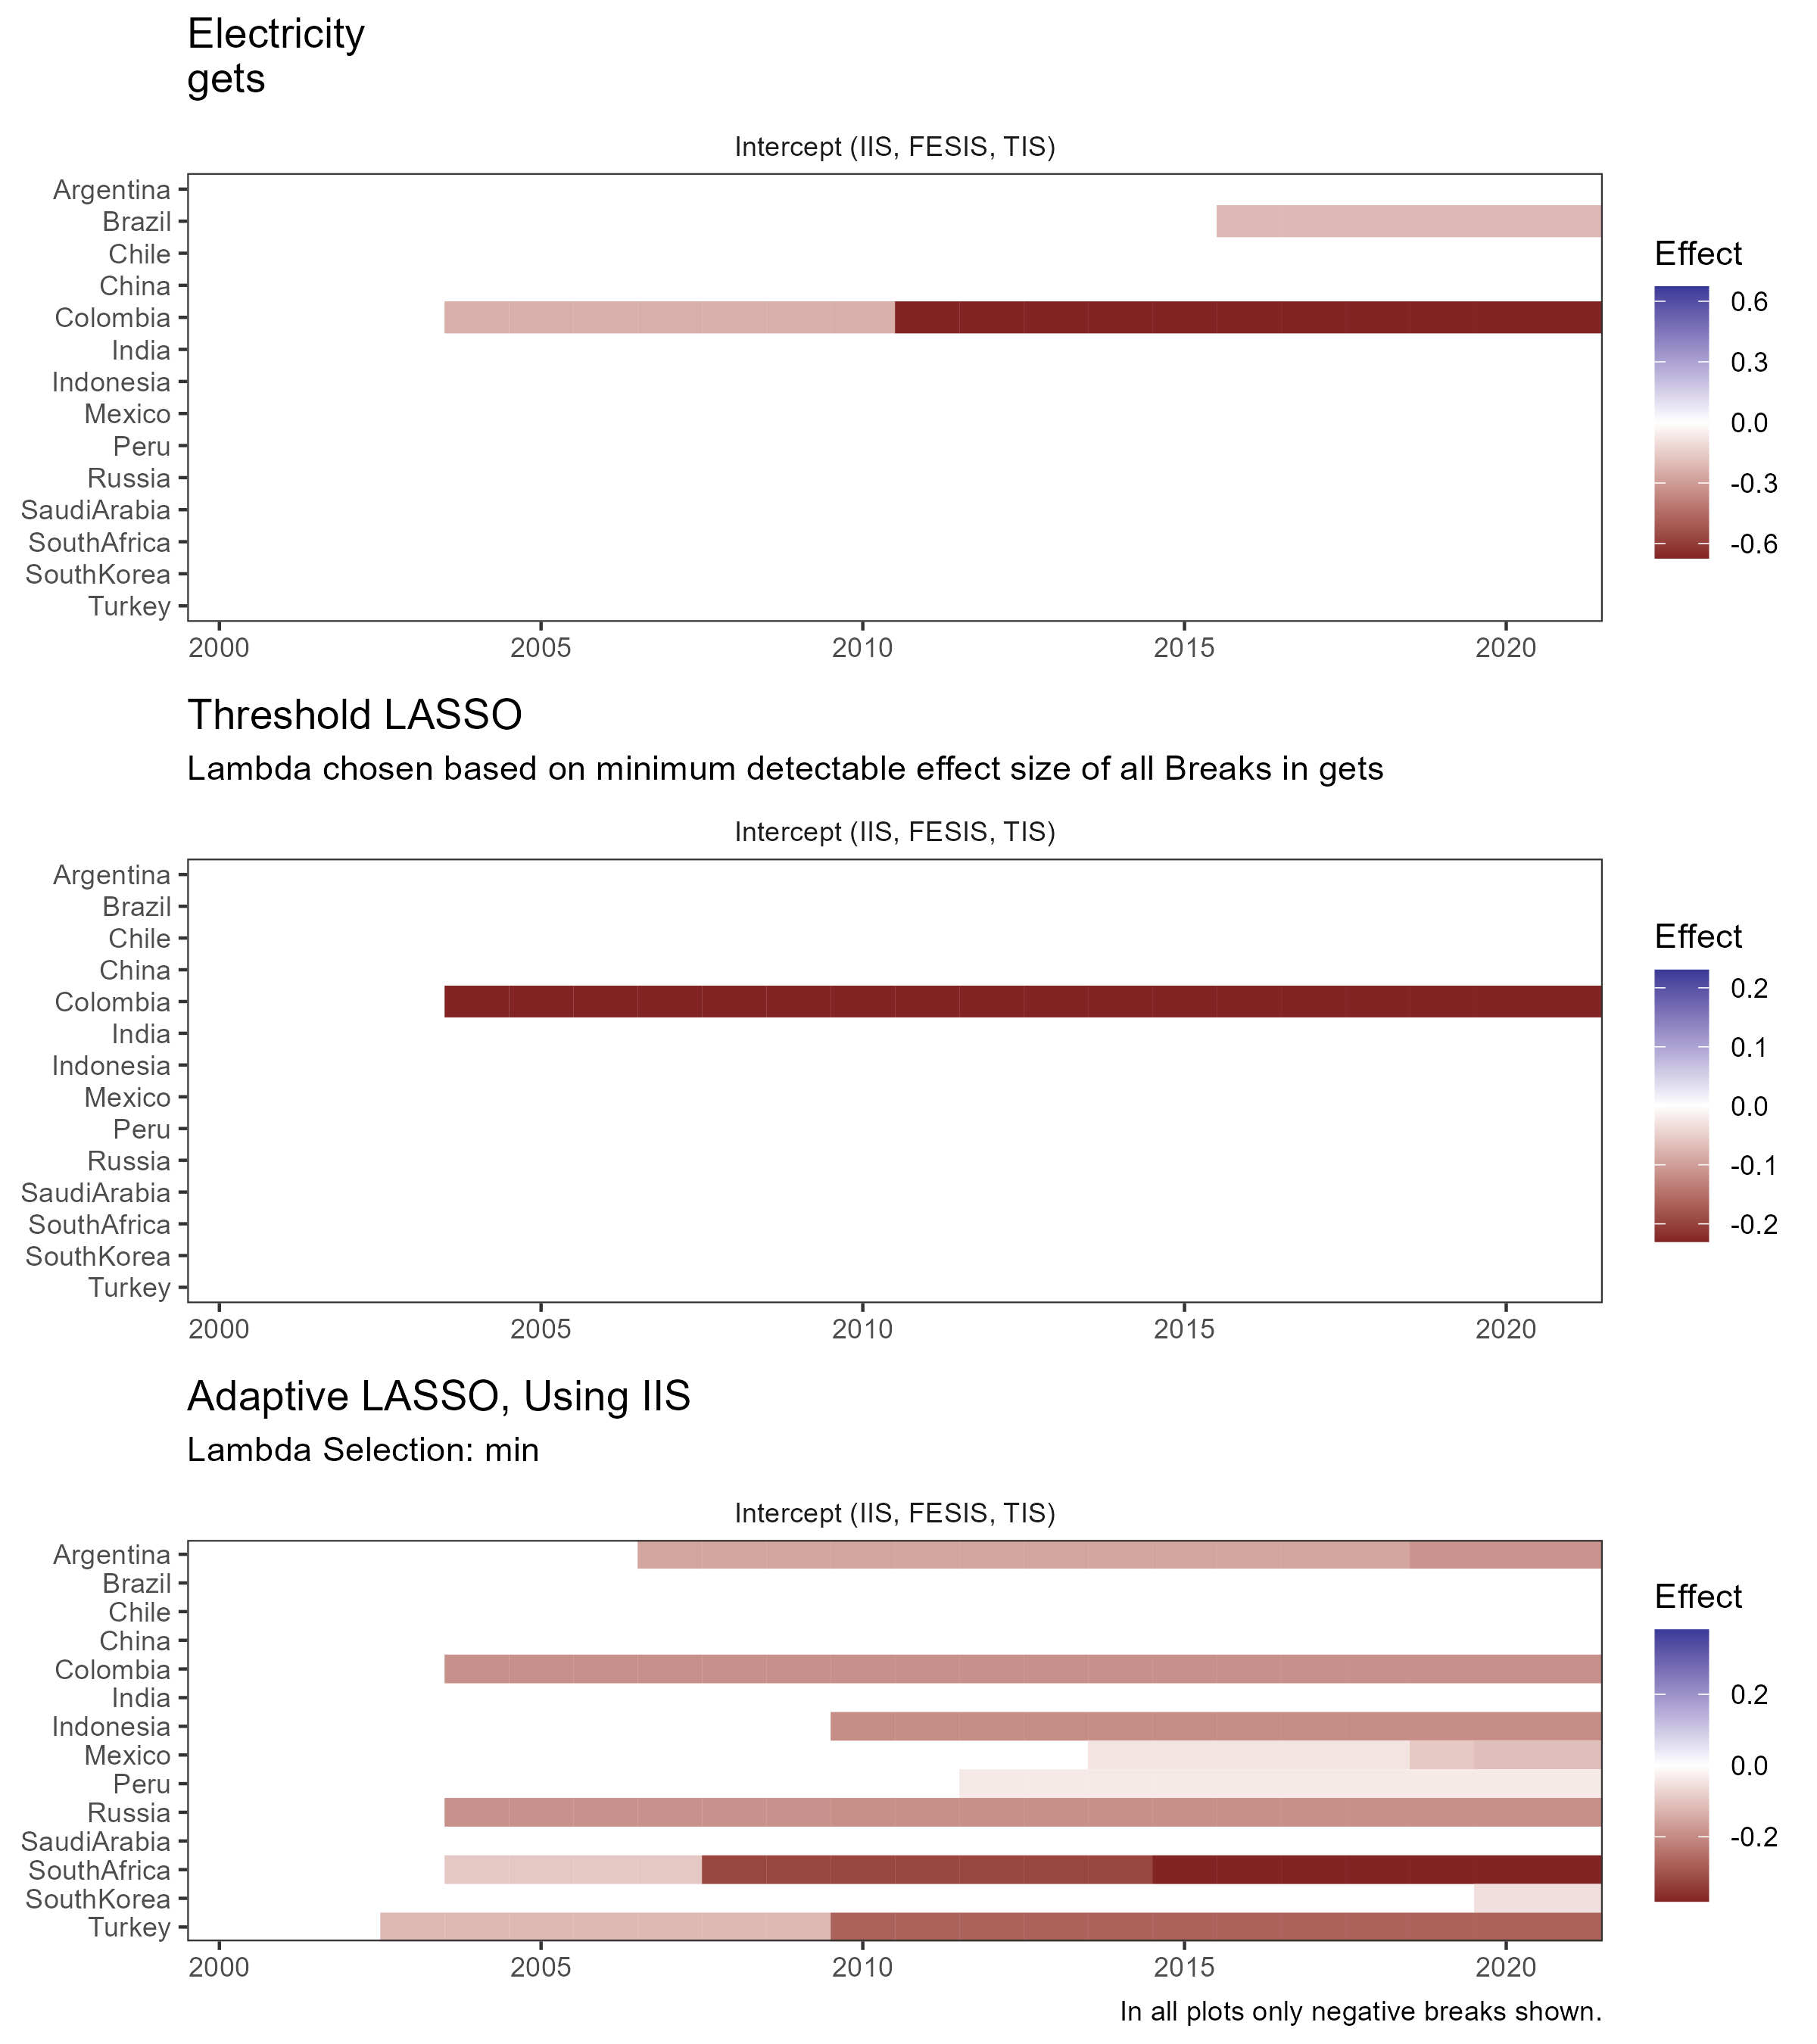 Electricity
gets
Intercept (IIS, FESIS, TIS)
Argentina
Brazil
Chile
China
Colombia
India
Indonesia
Mexico
Peru
Russia
SaudiArabia
SouthAfrica
SouthKorea
Turkey
2000 2005 2010 2015 2020
Effect
0.6
0.3
0.0
-0.3
-0.6
Threshold LASSO
Lambda chosen based on minimum detectable effect size of all Breaks in gets
Intercept (IIS, FESIS, TIS)
Argentina
Brazil
Chile
China
Colombia
India
Indonesia
Mexico
Peru
Russia
SaudiArabia
SouthAfrica
SouthKorea
Turkey
2000 2005 2010 2015 2020
Effect
0.2
0.1
0.0
-0.1
-0.2
Adaptive LASSO, Using IIS
Lambda Selection: min
Intercept (IIS, FESIS, TIS)
Argentina
Brazil
Chile
China
Colombia
India
Indonesia
Mexico
Peru
Russia
SaudiArabia
SouthAfrica
SouthKorea
Turkey
2000 2005 2010 2015 2020
Effect
0.2
0.0
-0.2
In all plots only negative breaks shown.